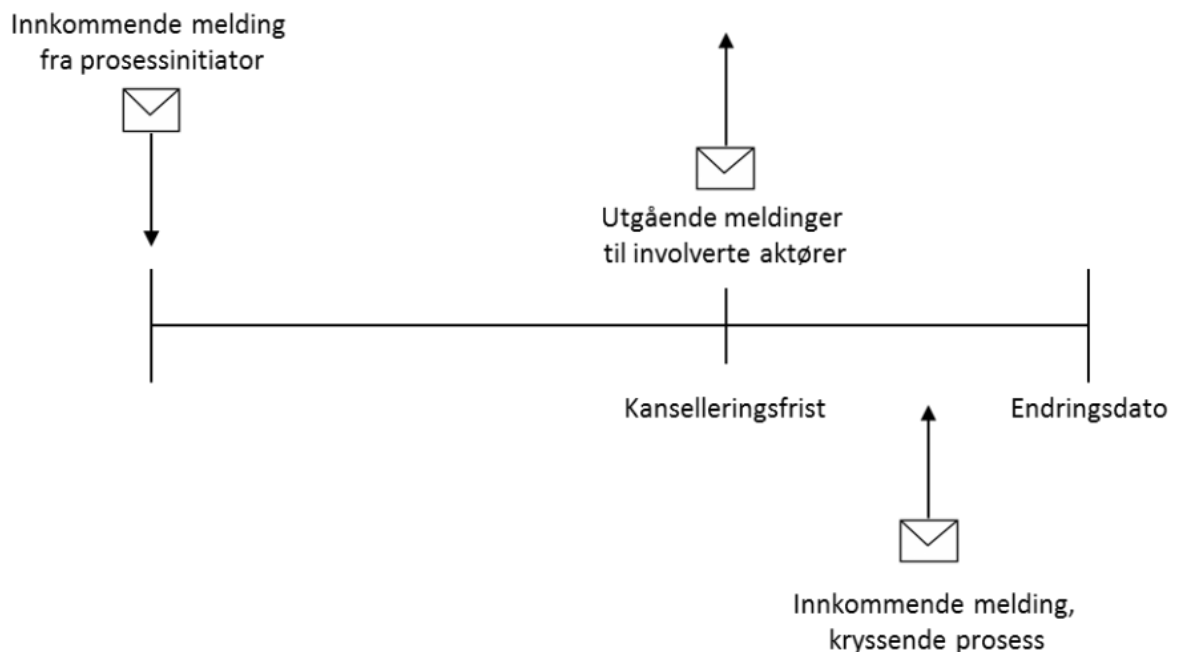 Innkommende melding
fra prosessinitiator
Utgående meldinger
til involverte aktører
Kanselleringsfrist
Endringsdato
Innkommende melding,
kryssende prosess